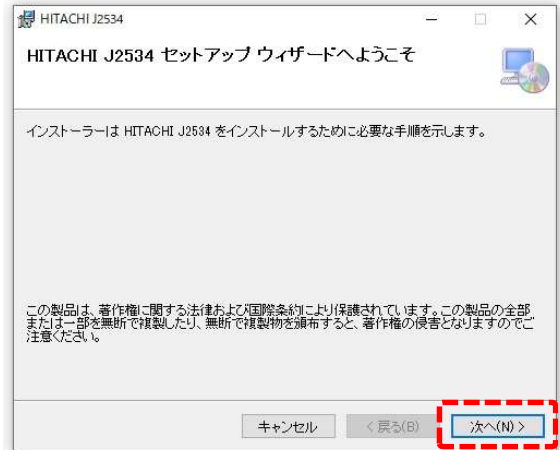 HITACHI J2534
HITACHI J2534 セットアップ ウィザードへようこそ
インストーラーは HITACHI J2534 をインストールするために必要な手順を示します。
この製品は、著作権に関する法律および国際条約により保護されています。この製品の全部
または一部を無断で複製したり、無断で複製物を頒布すると、著作権の侵害となりますのでご
注意ください。
キャンセル
< 戻る(B)
次へ(N) >